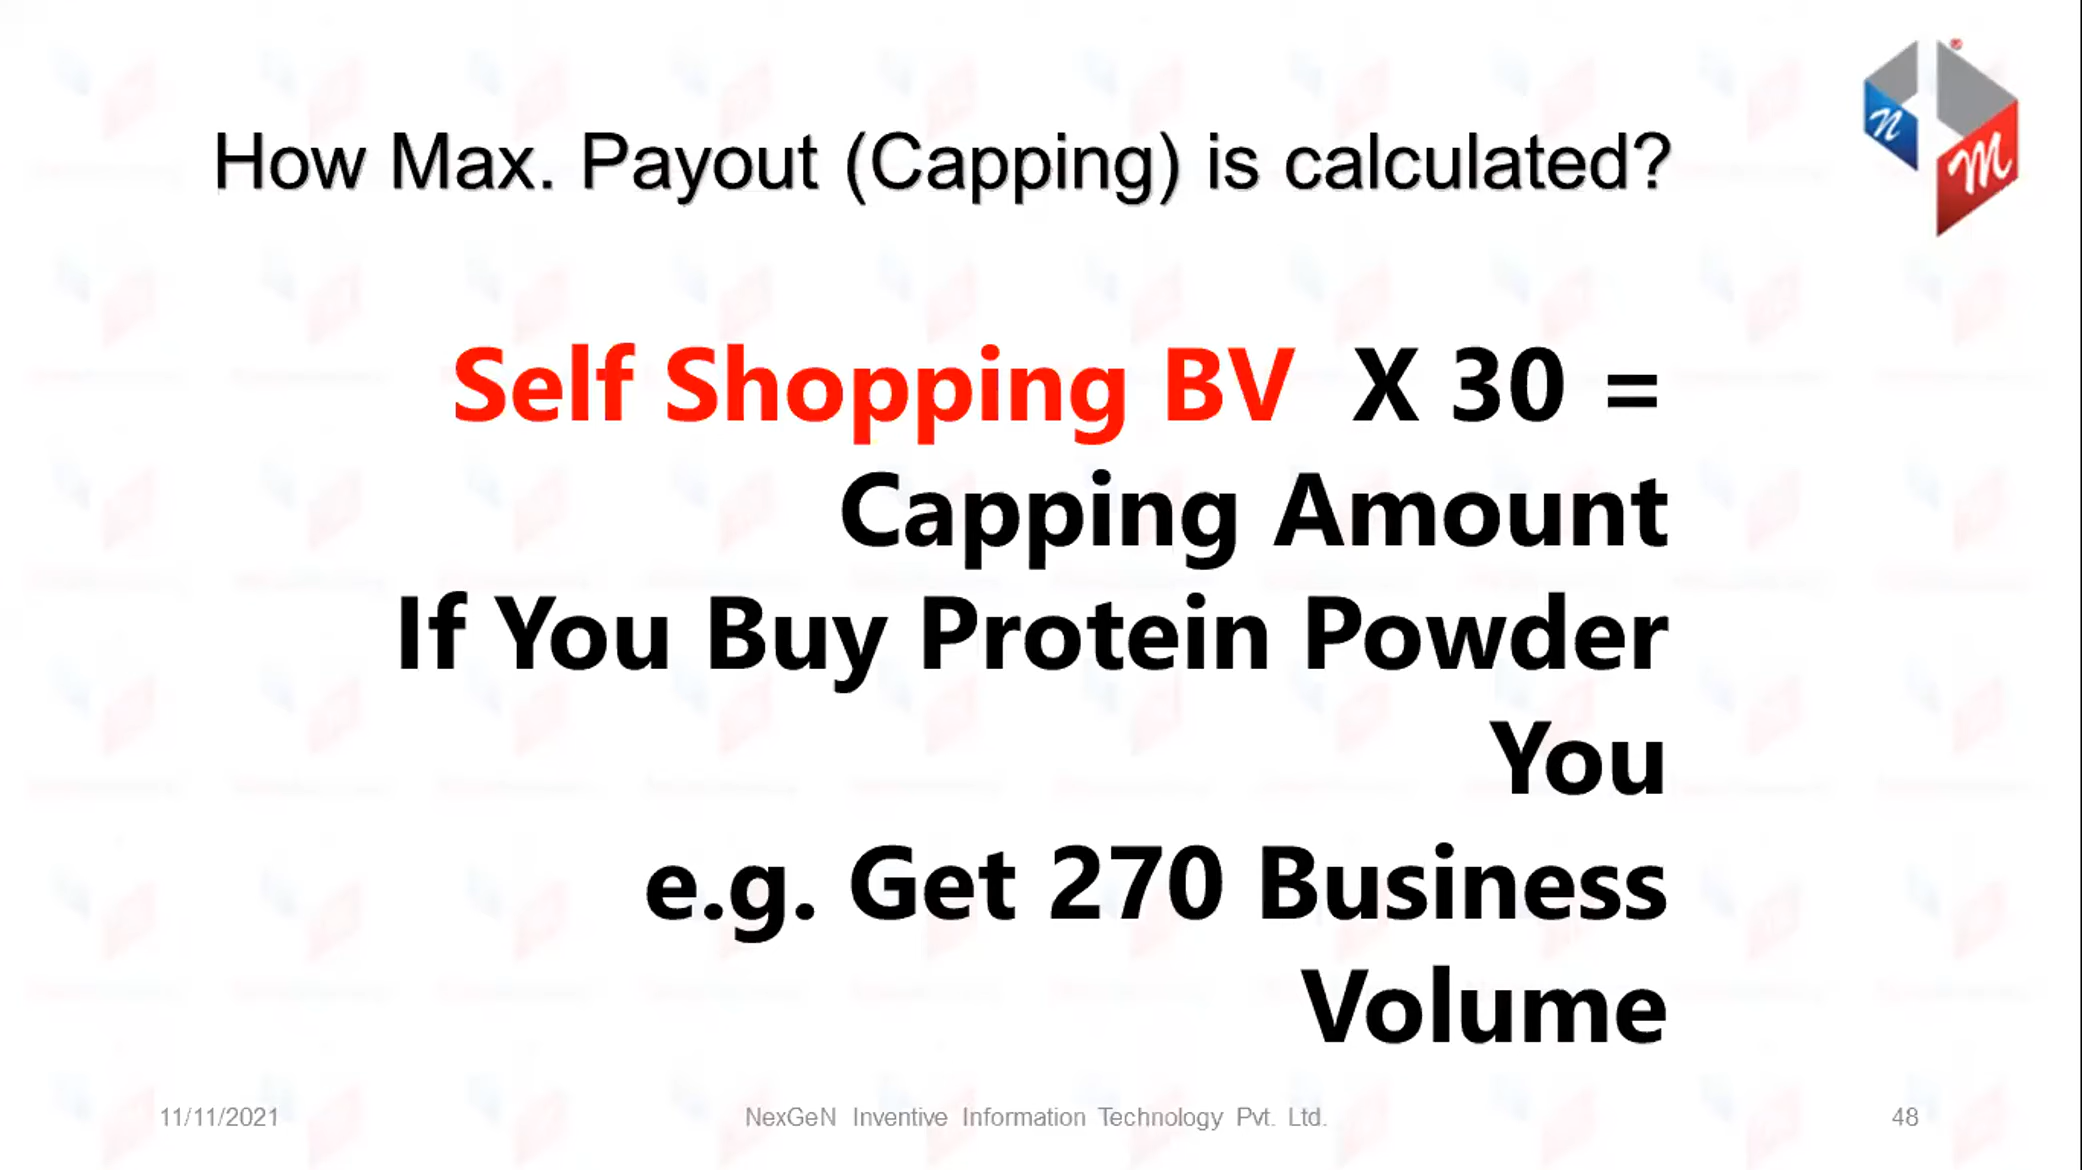 How Max. Payout (Capping) is calculated?
n
m
®
Self Shopping BV X 30 =
Capping Amount
If You Buy Protein Powder
You
e.g. Get 270 Business
Volume
11/11/2021
NexGeN Inventive Information Technology Pvt. Ltd.
48